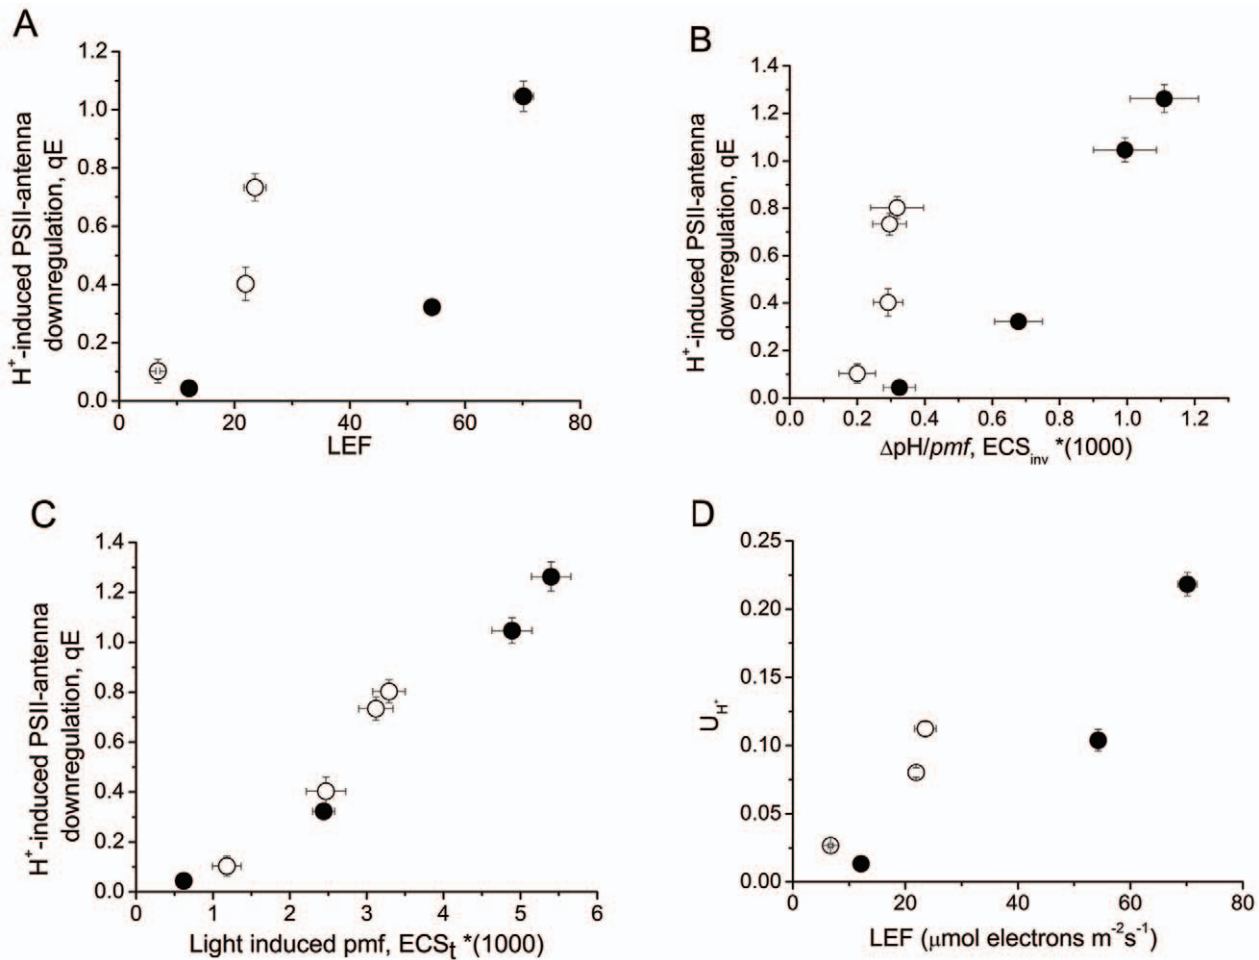 A
H⁺-induced PSII-antenna
downregulation, qE
1.2
1.0
0.8
0.6
0.4
0.2
0.0
0 20 40 60 80
LEF
B
H⁺-induced PSII-antenna
downregulation, qE
1.4
1.2
1.0
0.8
0.6
0.4
0.2
0.0
0.0 0.2 0.4 0.6 0.8 1.0 1.2
ΔpH/pmf, ECS_inv *(1000)
C
H⁺-induced PSII-antenna
downregulation, qE
1.4
1.2
1.0
0.8
0.6
0.4
0.2
0.0
0 1 2 3 4 5 6
Light induced pmf, ECS_t *(1000)
D
U_H⁺
0.25
0.20
0.15
0.10
0.05
0.00
0 20 40 60 80
LEF (μmol electrons m⁻²s⁻¹)